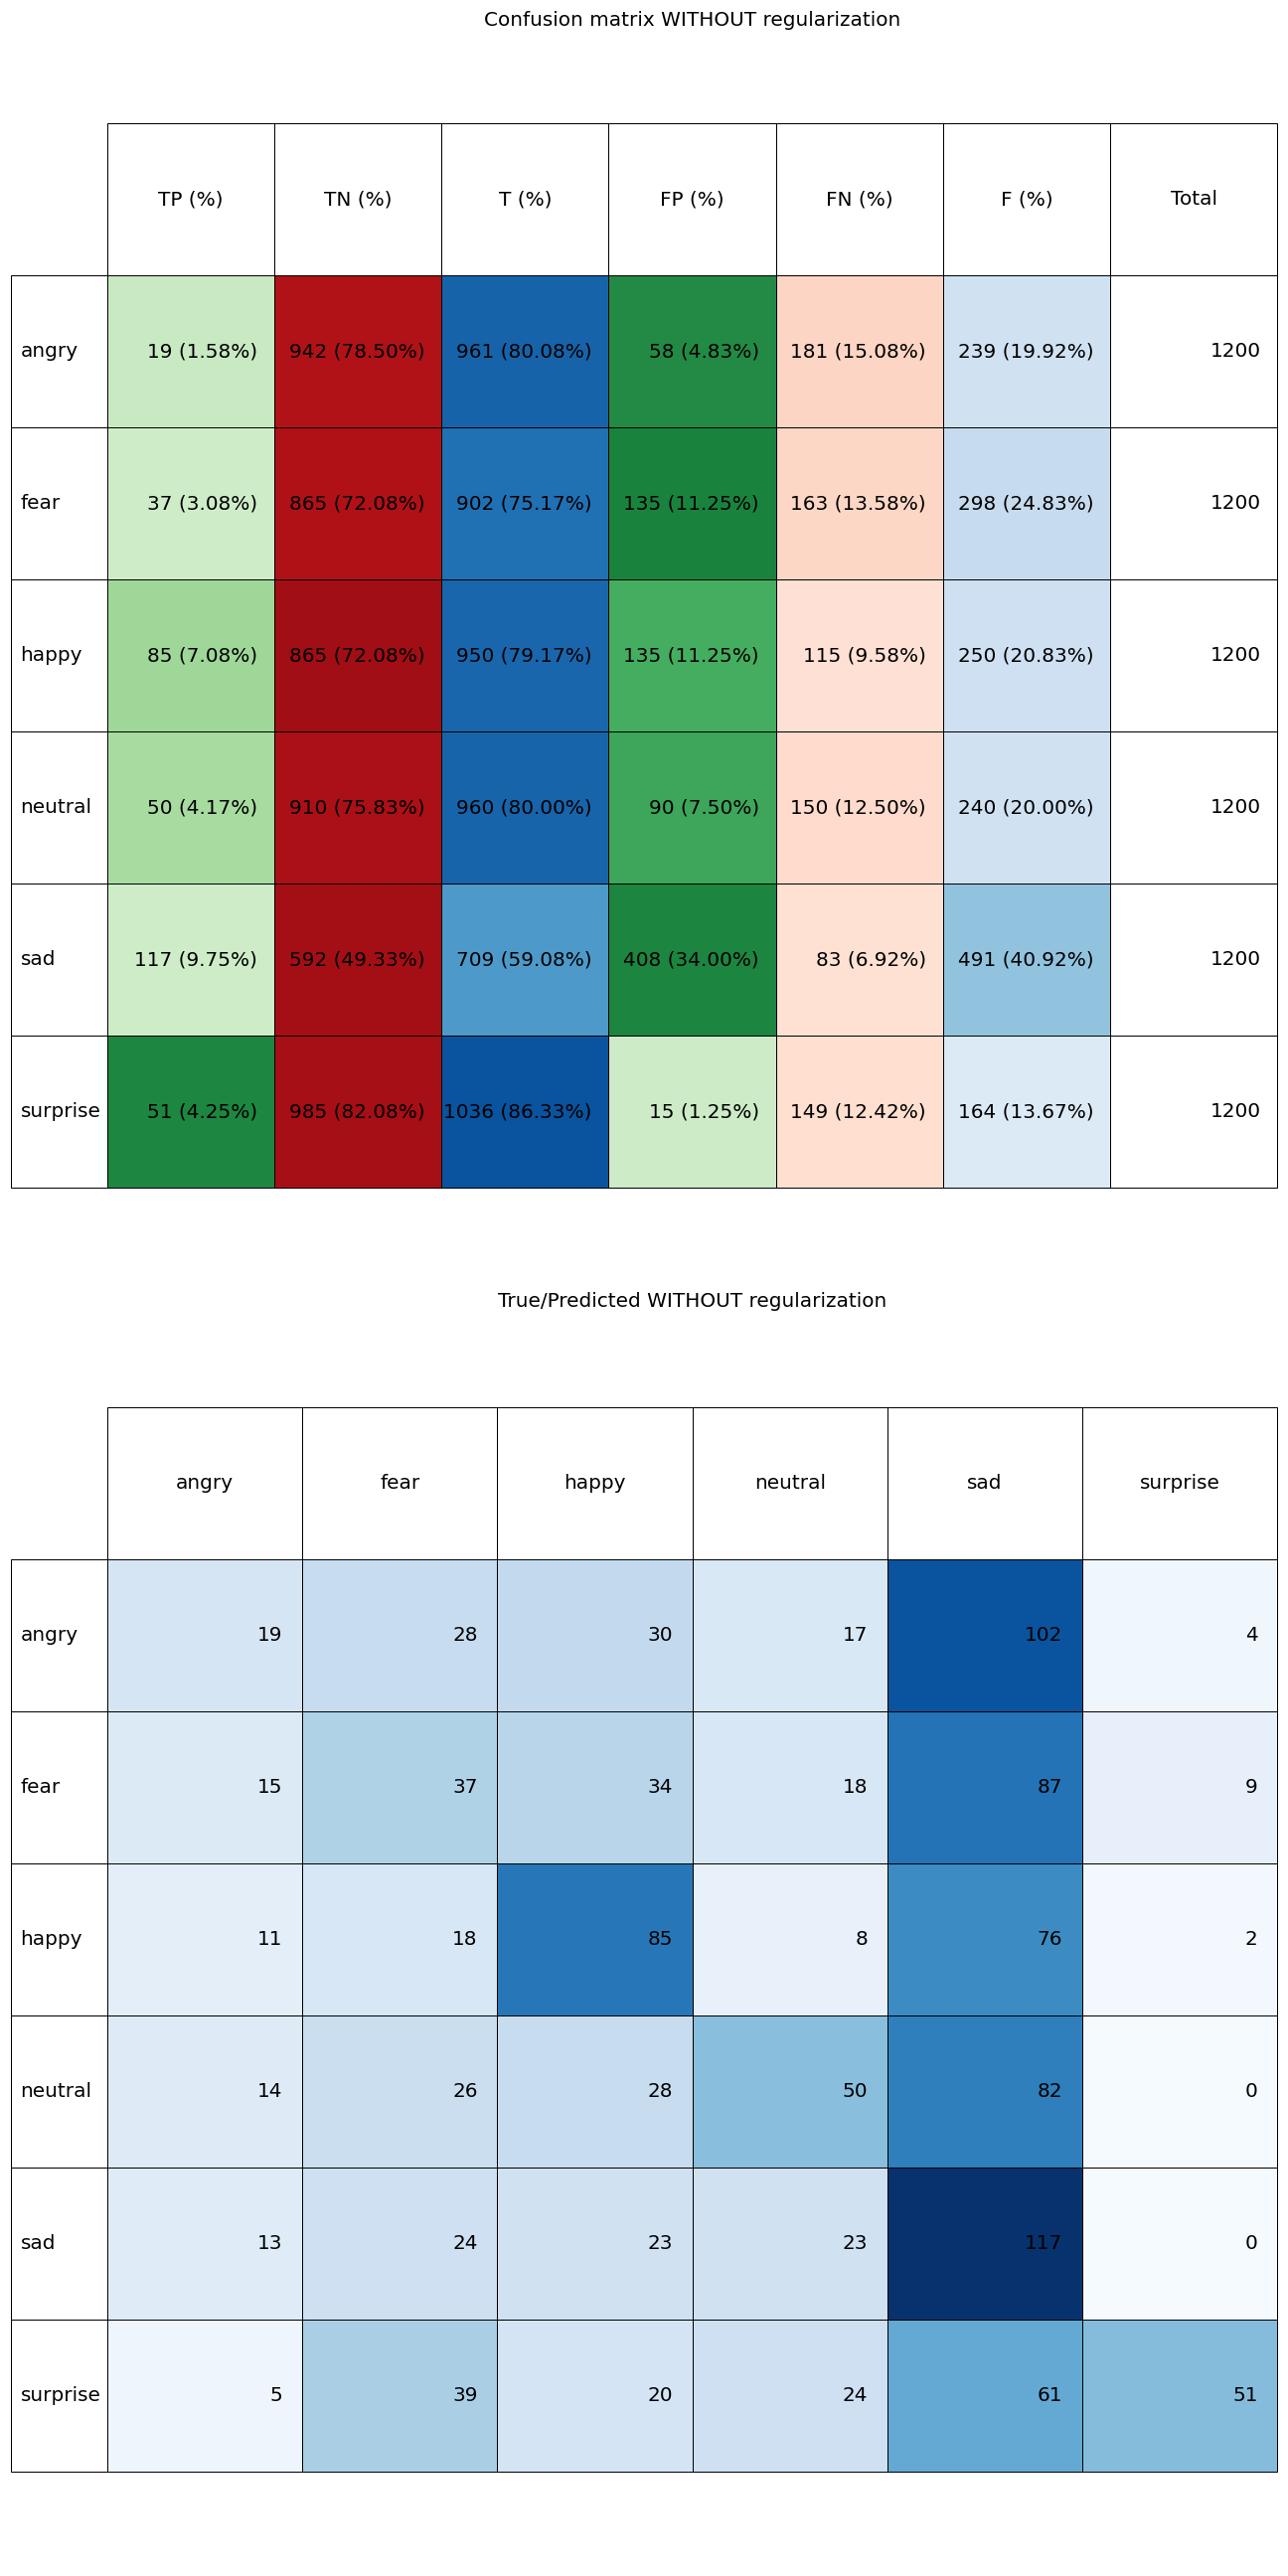 Confusion matrix WITHOUT regularization
TP (%) TN (%) T (%) FP (%) FN (%) F (%) Total
angry 19 (1.58%) 942 (78.50%) 961 (80.08%) 58 (4.83%) 181 (15.08%) 239 (19.92%) 1200
fear 37 (3.08%) 865 (72.08%) 902 (75.17%) 135 (11.25%) 163 (13.58%) 298 (24.83%) 1200
happy 85 (7.08%) 865 (72.08%) 950 (79.17%) 135 (11.25%) 115 (9.58%) 250 (20.83%) 1200
neutral 50 (4.17%) 910 (75.83%) 960 (80.00%) 90 (7.50%) 150 (12.50%) 240 (20.00%) 1200
sad 117 (9.75%) 592 (49.33%) 709 (59.08%) 408 (34.00%) 83 (6.92%) 491 (40.92%) 1200
surprise 51 (4.25%) 985 (82.08%) 1036 (86.33%) 15 (1.25%) 149 (12.42%) 164 (13.67%) 1200
True/Predicted WITHOUT regularization
angry fear happy neutral sad surprise
angry 19 28 30 17 102 4
fear 15 37 34 18 87 9
happy 11 18 85 8 76 2
neutral 14 26 28 50 82 0
sad 13 24 23 23 117 0
surprise 5 39 20 24 61 51